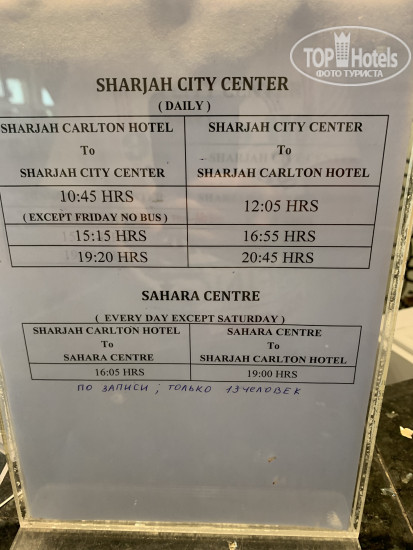 TOP Hotels
ФОТО ТУРИСТА
SHARJAH CITY CENTER
( DAILY )
SHARJAH CARLTON HOTEL
To
SHARJAH CITY CENTER
SHARJAH CITY CENTER
To
SHARJAH CARLTON HOTEL
10:45 HRS
( EXCEPT FRIDAY NO BUS )
12:05 HRS
15:15 HRS
16:55 HRS
19:20 HRS
20:45 HRS
SAHARA CENTRE
( EVERY DAY EXCEPT SATURDAY )
SHARJAH CARLTON HOTEL
To
SAHARA CENTRE
SAHARA CENTRE
To
SHARJAH CARLTON HOTEL
16:05 HRS
19:00 HRS
ПО ЗАПИСИ ; ТОЛЬКО 13 ЧЕЛОВЕК